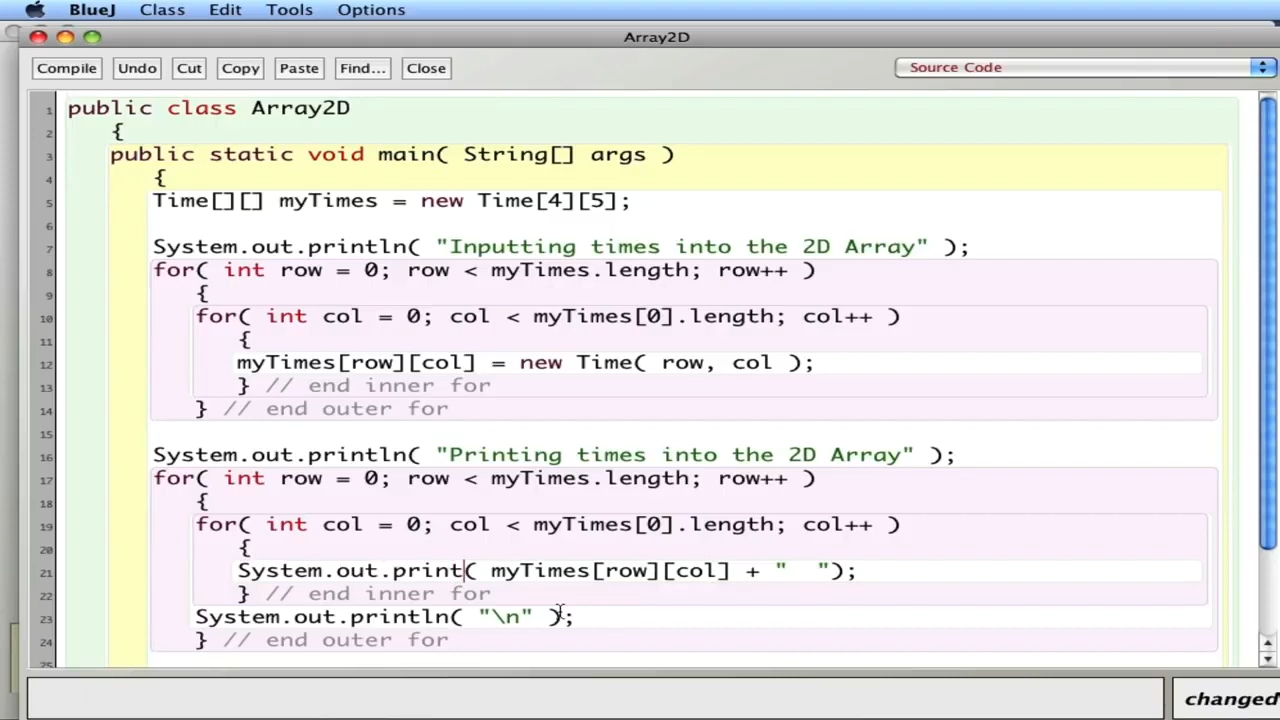 BlueJ Class Edit Tools Options
Array2D
Compile Undo Cut Copy Paste Find... Close Source Code
1 public class Array2D
2 {
3 public static void main( String[] args )
4 {
5 Time[][] myTimes = new Time[4][5];
6
7 System.out.println( "Inputting times into the 2D Array" );
8 for( int row = 0; row < myTimes.length; row++ )
9 {
10 for( int col = 0; col < myTimes[0].length; col++ )
11 {
12 myTimes[row][col] = new Time( row, col );
13 } // end inner for
14 } // end outer for
15
16 System.out.println( "Printing times into the 2D Array" );
17 for( int row = 0; row < myTimes.length; row++ )
18 {
19 for( int col = 0; col < myTimes[0].length; col++ )
20 {
21 System.out.print( myTimes[row][col] + "  ");
22 } // end inner for
23 System.out.println( "\n" );
24 } // end outer for
25
changed